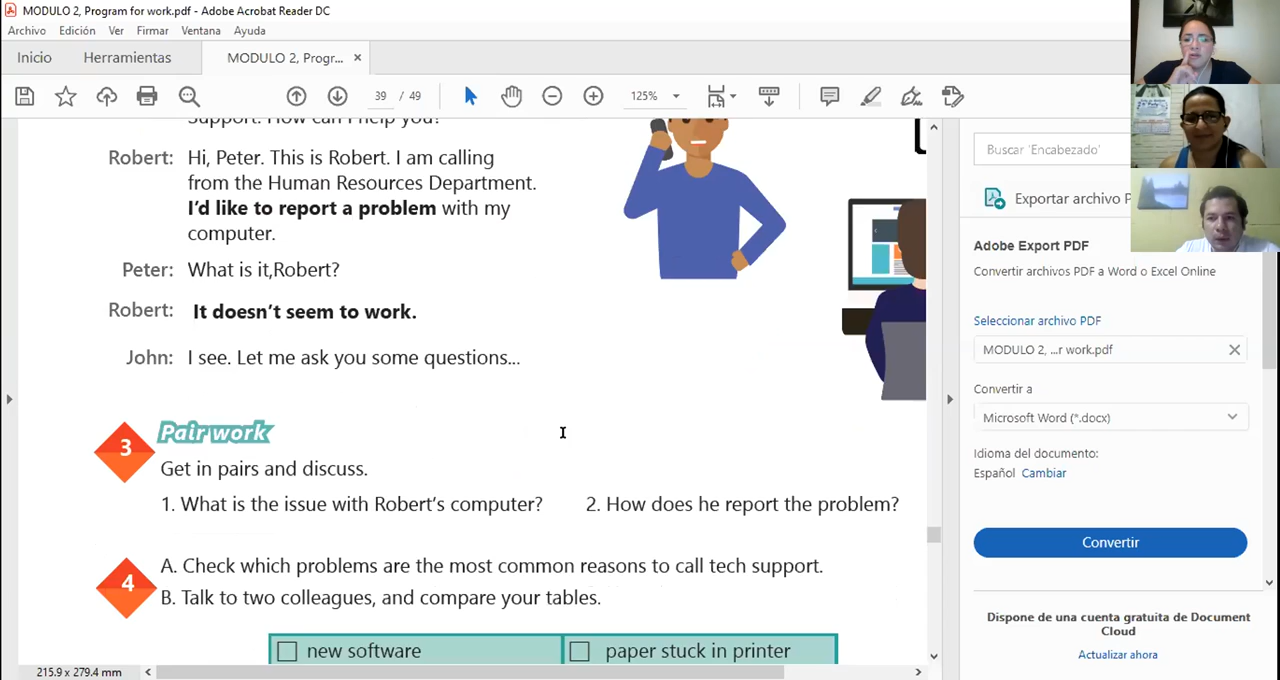 MODULO 2, Program for work.pdf - Adobe Acrobat Reader DC
Archivo Edición Ver Firmar Ventana Ayuda
Inicio Herramientas MODULO 2, Progr... ×
39 / 49 125%
Support. How can I help you?
Robert: Hi, Peter. This is Robert. I am calling
from the Human Resources Department.
I'd like to report a problem with my
computer.
Peter: What is it,Robert?
Robert: It doesn't seem to work.
John: I see. Let me ask you some questions...
3 Pair work
Get in pairs and discuss.
1. What is the issue with Robert's computer? 2. How does he report the problem?
4 A. Check which problems are the most common reasons to call tech support.
B. Talk to two colleagues, and compare your tables.
new software paper stuck in printer
215.9 x 279.4 mm
Buscar 'Encabezado'
Exportar archivo P
Adobe Export PDF
Convertir archivos PDF a Word o Excel Online
Seleccionar archivo PDF
MODULO 2, ...r work.pdf
Convertir a
Microsoft Word (*.docx)
Idioma del documento:
Español Cambiar
Convertir
Dispone de una cuenta gratuita de Document
Cloud
Actualizar ahora